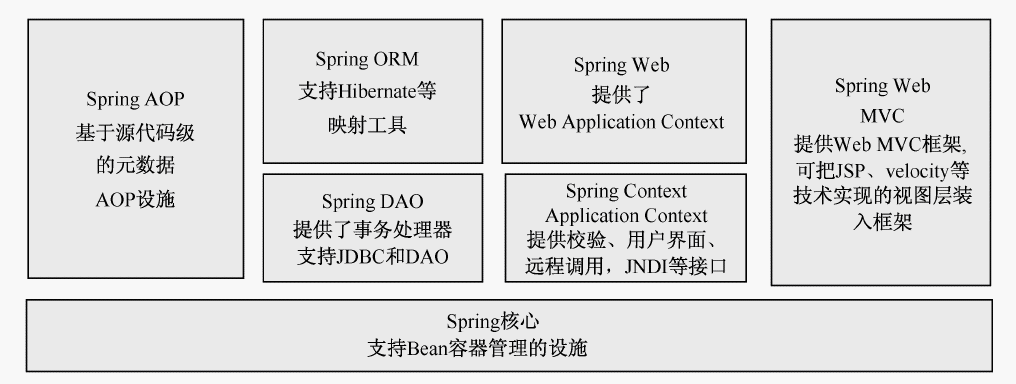 Spring AOP
基于源代码级
的元数据
AOP设施
Spring ORM
支持Hibernate等
映射工具
Spring DAO
提供了事务处理器
支持JDBC和DAO
Spring Web
提供了
Web Application Context
Spring Context
Application Context
提供校验、用户界面、
远程调用，JNDI等接口
Spring Web
MVC
提供Web MVC框架,
可把JSP、velocity等
技术实现的视图层装
入框架
Spring核心
支持Bean容器管理的设施